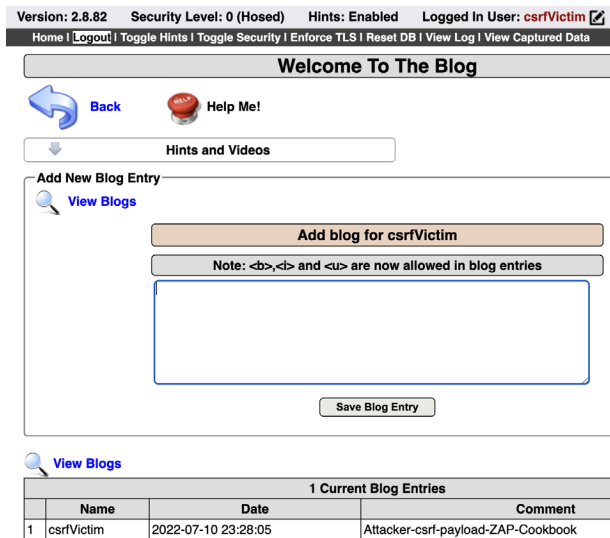 Version: 2.8.82 Security Level: 0 (Hosed) Hints: Enabled Logged In User: csrfVictim
Home | Logout | Toggle Hints | Toggle Security | Enforce TLS | Reset DB | View Log | View Captured Data
Welcome To The Blog
Back HELP Help Me!
Hints and Videos
Add New Blog Entry
View Blogs
Add blog for csrfVictim
Note: <b>,<i> and <u> are now allowed in blog entries
Save Blog Entry
View Blogs
1 Current Blog Entries
Name Date Comment
1 csrfVictim 2022-07-10 23:28:05 Attacker-csrf-payload-ZAP-Cookbook